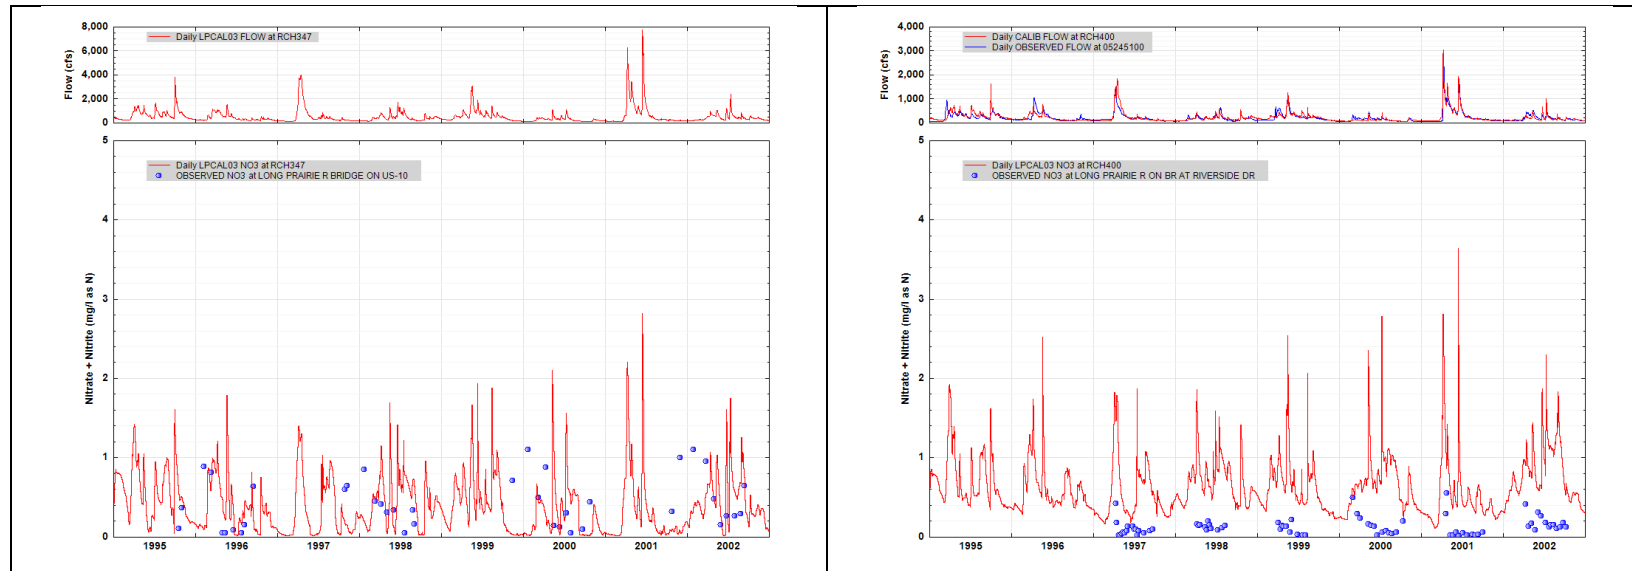 8,000
6,000
4,000
2,000
0
Flow (cfs)
Daily LPCAL03 FLOW at RCH347
5
4
3
2
1
0
Nitrate + Nitrite (mg/l as N)
Daily LPCAL03 NO3 at RCH347
OBSERVED NO3 at LONG PRAIRIE R BRIDGE ON US-10
1995 1996 1997 1998 1999 2000 2001 2002
4,000
3,000
2,000
1,000
0
Flow (cfs)
Daily CALIB FLOW at RCH400
Daily OBSERVED FLOW at 05245100
5
4
3
2
1
0
Nitrate + Nitrite (mg/l as N)
Daily LPCAL03 NO3 at RCH400
OBSERVED NO3 at LONG PRAIRIE R ON BR AT RIVERSIDE DR
1995 1996 1997 1998 1999 2000 2001 2002